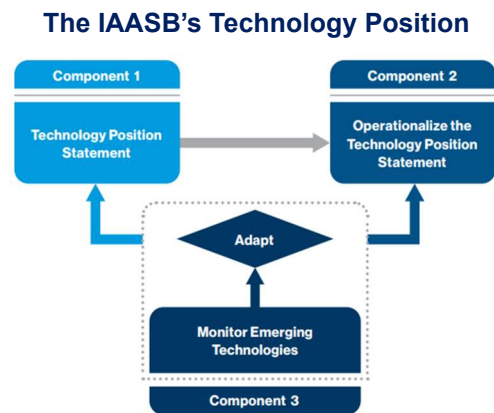 The IAASB's Technology Position
Component 1
Component 2
Technology Position
Statement
Operationalize the
Technology Position
Statement
Adapt
Monitor Emerging
Technologies
Component 3